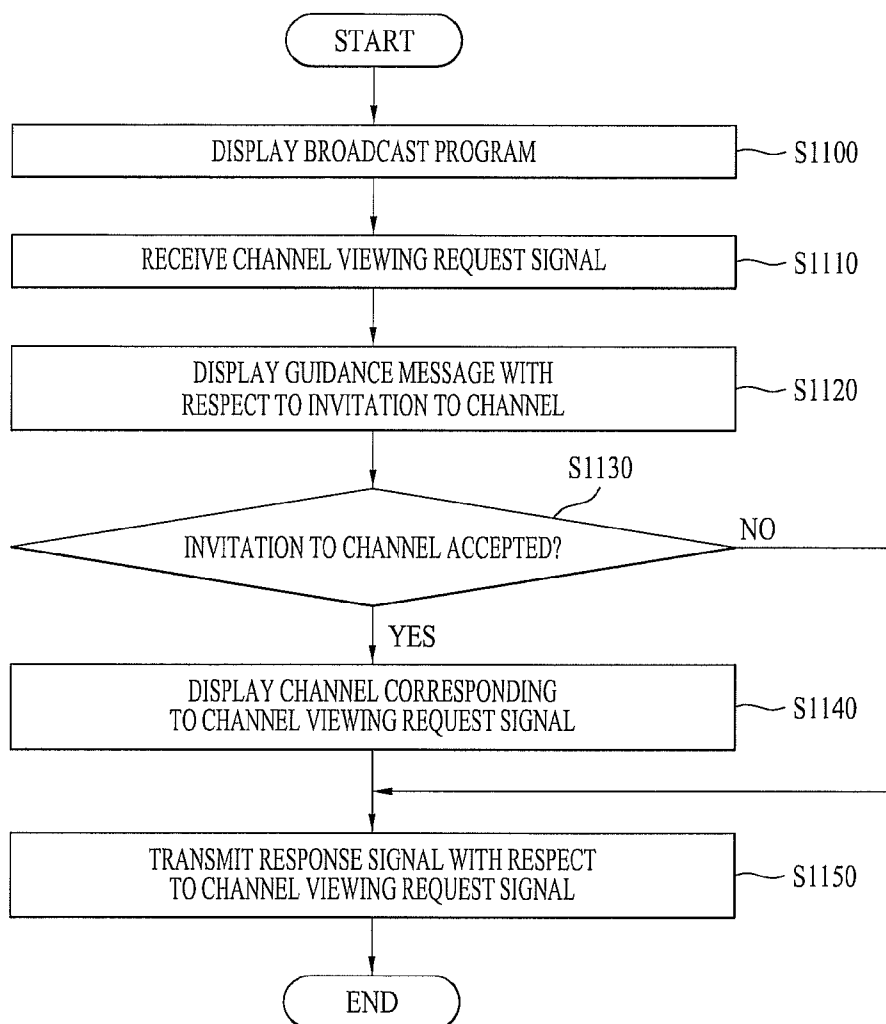 START
DISPLAY BROADCAST PROGRAM
S1100
RECEIVE CHANNEL VIEWING REQUEST SIGNAL
S1110
DISPLAY GUIDANCE MESSAGE WITH
RESPECT TO INVITATION TO CHANNEL
S1120
S1130
INVITATION TO CHANNEL ACCEPTED?
NO
YES
DISPLAY CHANNEL CORRESPONDING
TO CHANNEL VIEWING REQUEST SIGNAL
S1140
TRANSMIT RESPONSE SIGNAL WITH RESPECT
TO CHANNEL VIEWING REQUEST SIGNAL
S1150
END